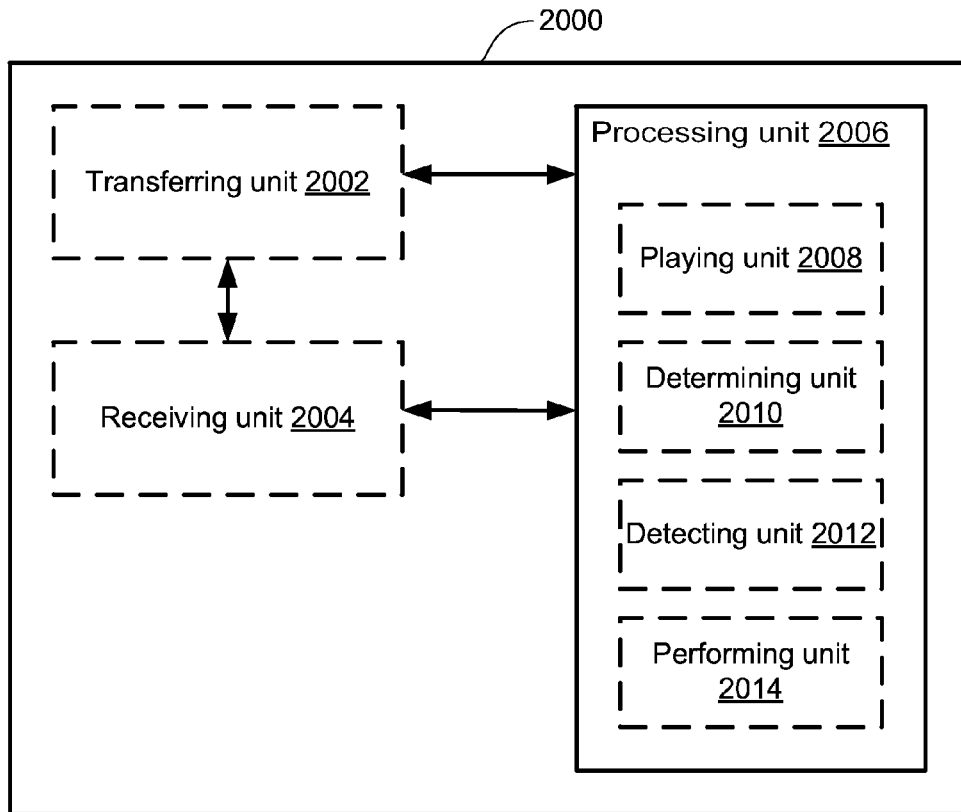 2000
Processing unit 2006
Transferring unit 2002
Playing unit 2008
Determining unit
2010
Receiving unit 2004
Detecting unit 2012
Performing unit
2014